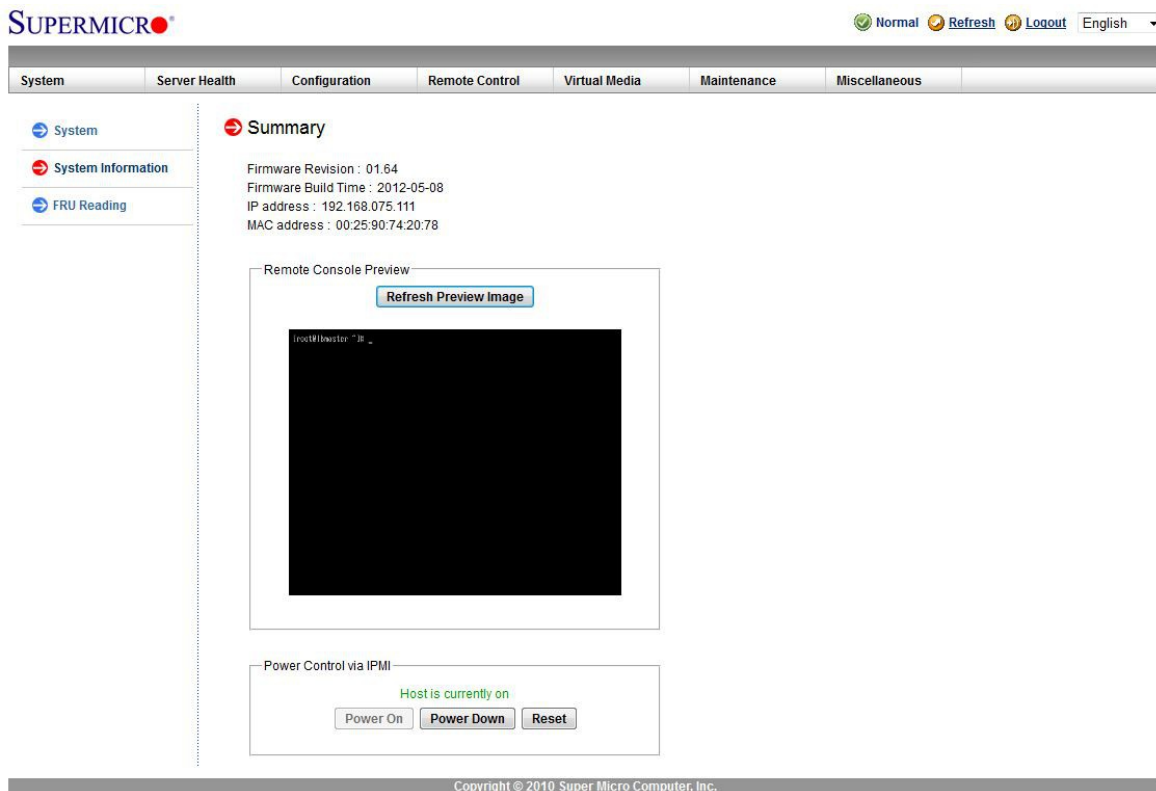 SUPERMICRO®
Normal Refresh Logout English
System Server Health Configuration Remote Control Virtual Media Maintenance Miscellaneous
System
System Information
FRU Reading
Summary
Firmware Revision : 01.64
Firmware Build Time : 2012-05-08
IP address : 192.168.075.111
MAC address : 00:25:90:74:20:78
Remote Console Preview
Refresh Preview Image
[root@lbmaster ~]# _
Power Control via IPMI
Host is currently on
Power On Power Down Reset
Copyright © 2010 Super Micro Computer, Inc.